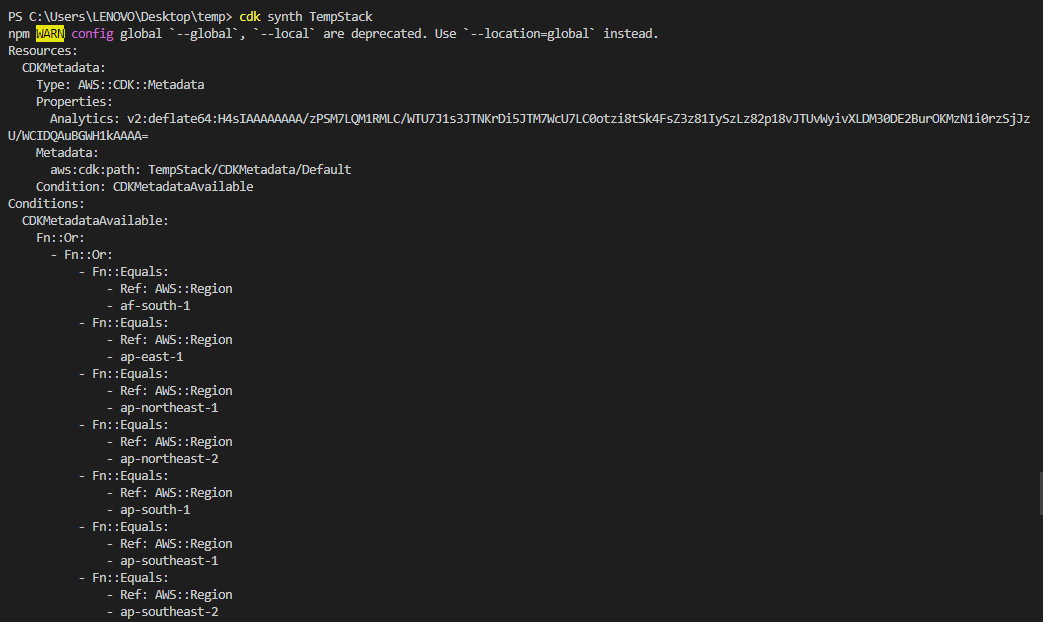 PS C:\Users\LENOVO\Desktop\temp> cdk synth TempStack
npm WARN config global `--global`, `--local` are deprecated. Use `--location=global` instead.
Resources:
  CDKMetadata:
    Type: AWS::CDK::Metadata
    Properties:
      Analytics: v2:deflate64:H4sIAAAAAAAA/zPSM7LQM1RMLC/WTU7J1s3JTNKrDi5JTM7WcU7LC0otzi8tSk4FsZ3z81IySzLz82p18vJTUvWyivXLDM30DE2BurOKMzN1i0rzSjJz
U/WCIDQAuBGWH1kAAAA=
    Metadata:
      aws:cdk:path: TempStack/CDKMetadata/Default
    Condition: CDKMetadataAvailable
Conditions:
  CDKMetadataAvailable:
    Fn::Or:
      - Fn::Or:
          - Fn::Equals:
              - Ref: AWS::Region
              - af-south-1
          - Fn::Equals:
              - Ref: AWS::Region
              - ap-east-1
          - Fn::Equals:
              - Ref: AWS::Region
              - ap-northeast-1
          - Fn::Equals:
              - Ref: AWS::Region
              - ap-northeast-2
          - Fn::Equals:
              - Ref: AWS::Region
              - ap-south-1
          - Fn::Equals:
              - Ref: AWS::Region
              - ap-southeast-1
          - Fn::Equals:
              - Ref: AWS::Region
              - ap-southeast-2